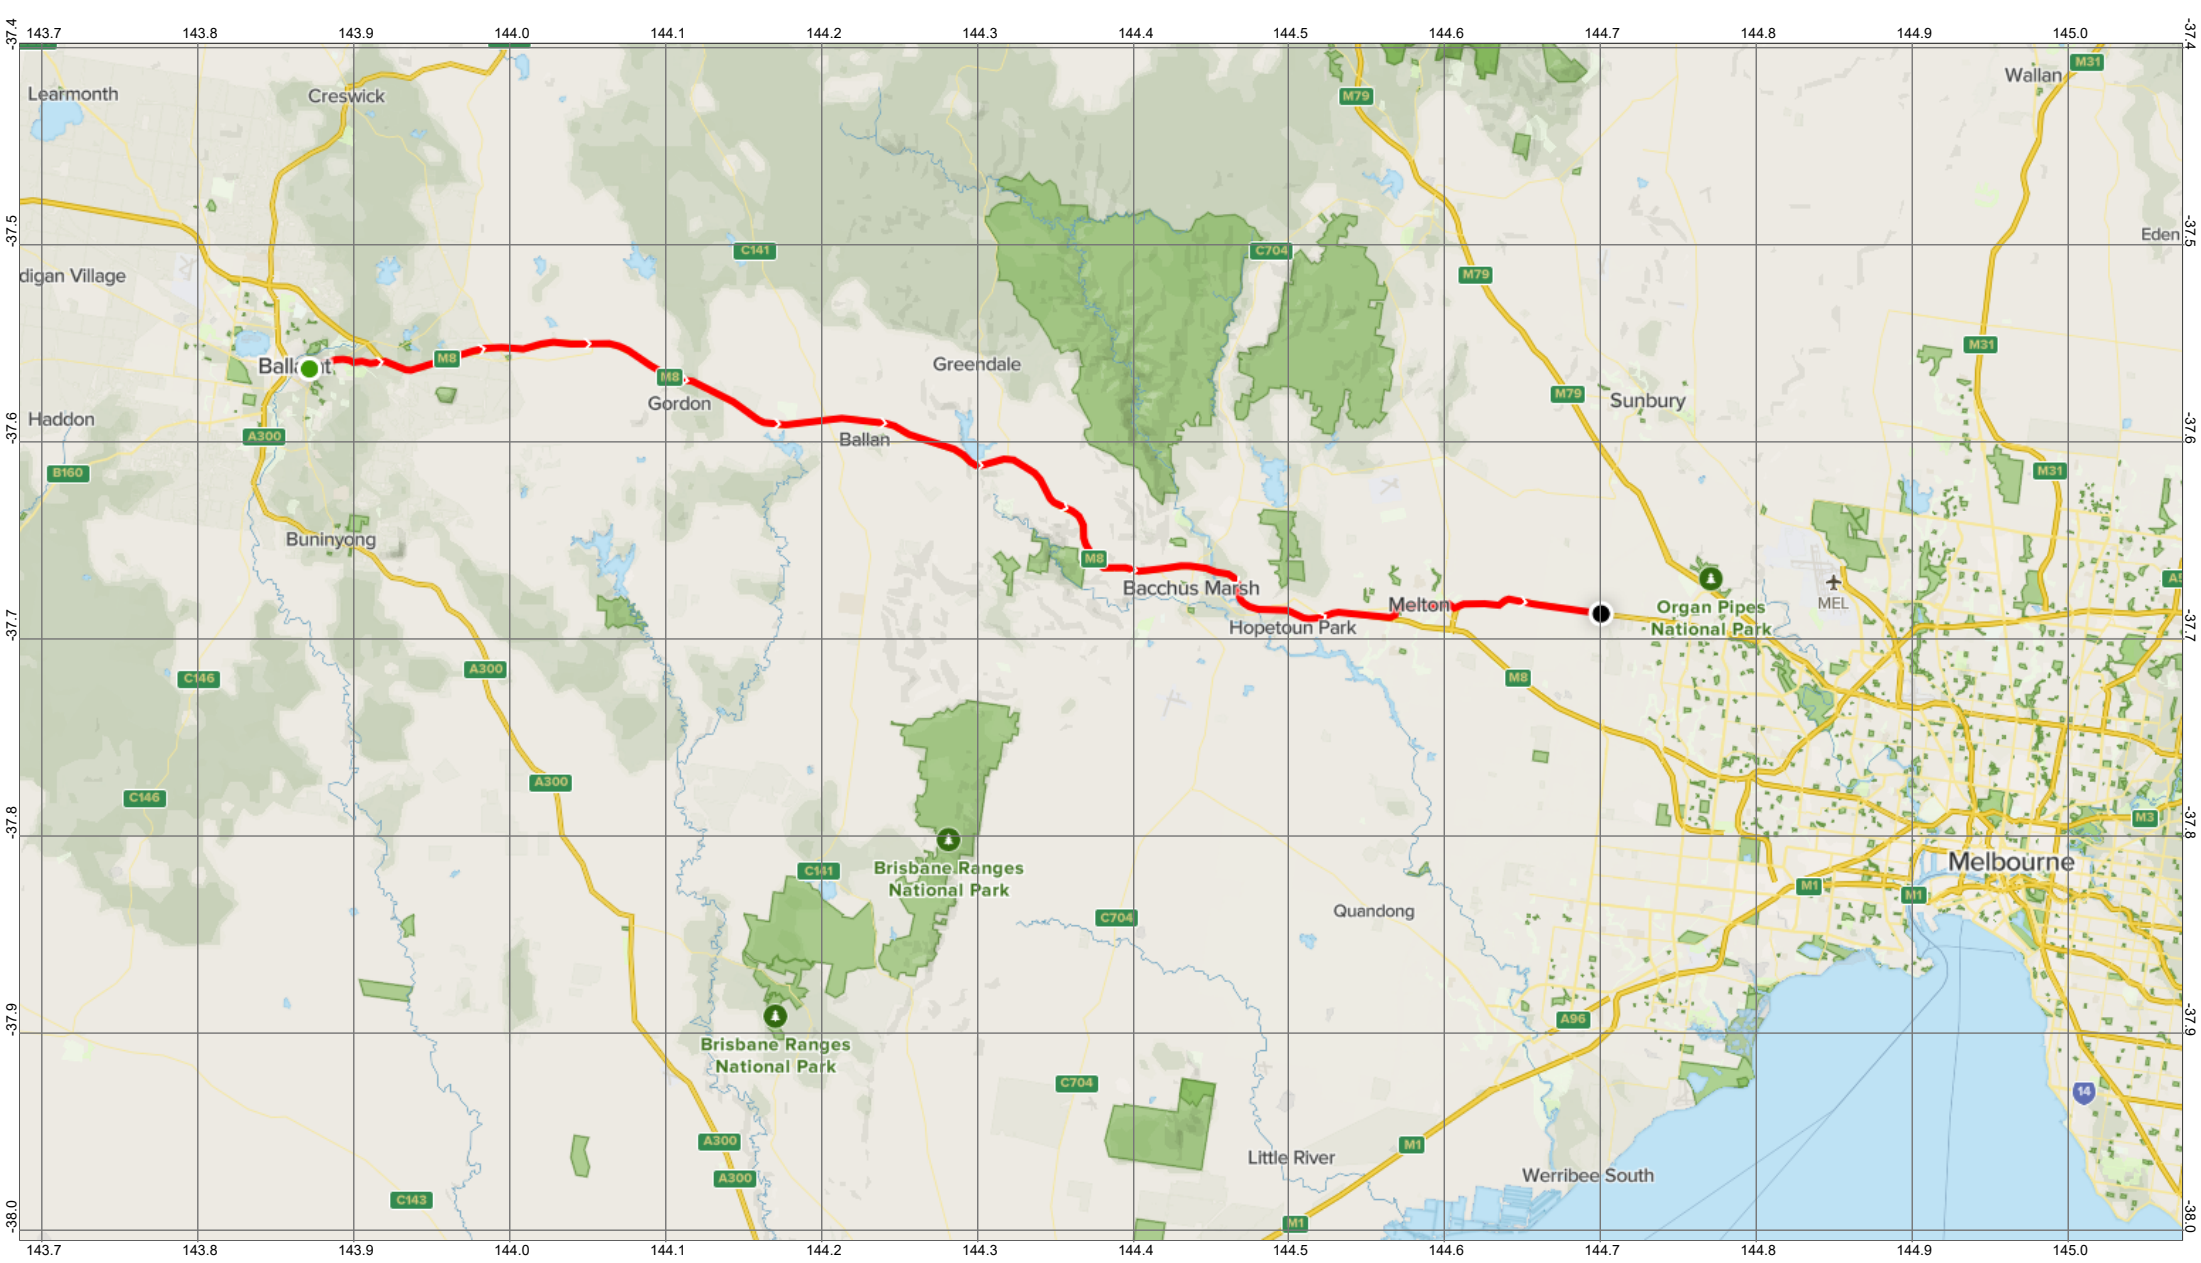 143.7 143.8 143.9 144.0 144.1 144.2 144.3 144.4 144.5 144.6 144.7 144.8 144.9 145.0
-37.4
-37.4
Learmonth
Creswick
M79
Wallan
M31
-37.5
-37.5
digan Village
C141
C704
M79
Eden
M31
Ballarat
M8
M8
Gordon
Greendale
M79
Sunbury
Haddon
A300
Ballan
-37.6
-37.6
B160
M31
Buninyong
M8
Bacchus Marsh
Melton
Hopetoun Park
Organ Pipes
National Park
MEL
-37.7
-37.7
C146
A300
M8
A300
C146
-37.8
-37.8
M3
Brisbane Ranges
National Park
C141
Melbourne
M1
M1
C704
Quandong
Brisbane Ranges
National Park
A96
-37.9
-37.9
C704
14
A300
M1
Little River
A300
Werribee South
C143
M1
-38.0
-38.0
143.7 143.8 143.9 144.0 144.1 144.2 144.3 144.4 144.5 144.6 144.7 144.8 144.9 145.0